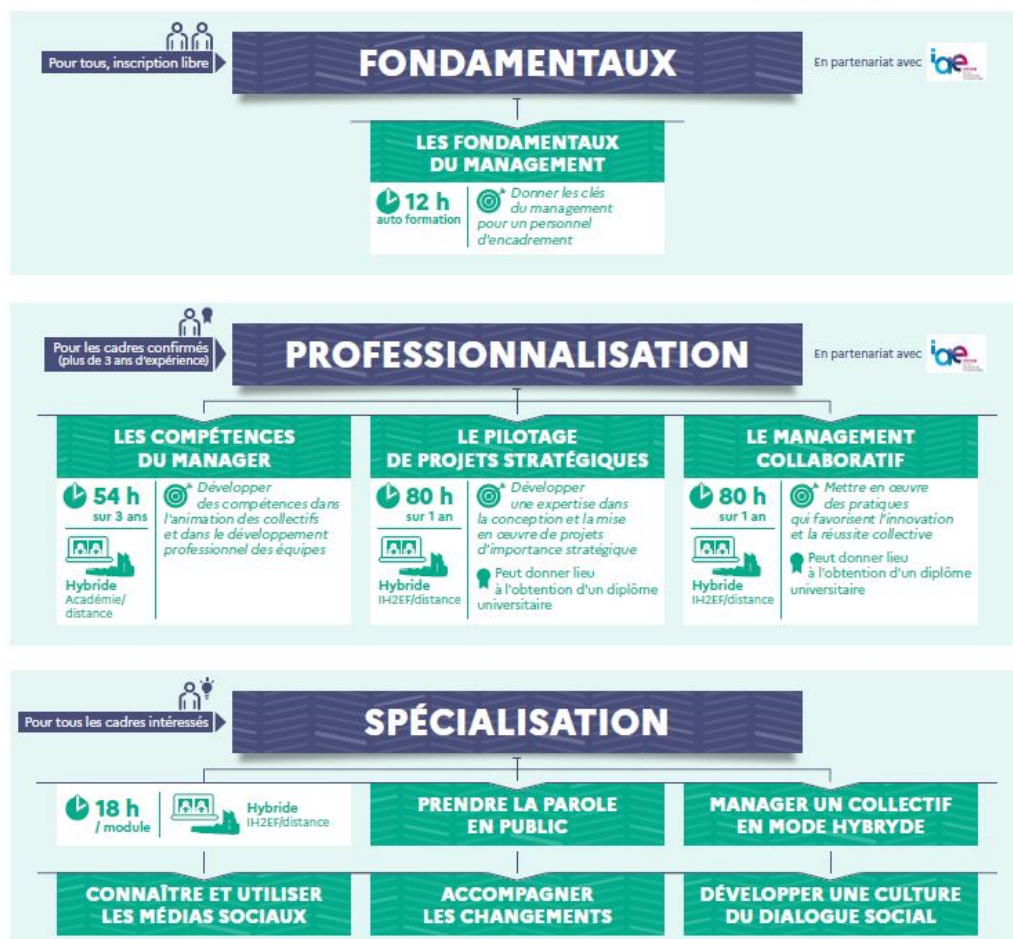 Pour tous, inscription libre
FONDAMENTAUX
En partenariat avec
iae
LES FONDAMENTAUX
DU MANAGEMENT
12 h
auto formation
Donner les clés
du management
pour un personnel
d'encadrement
Pour les cadres confirmés
(plus de 3 ans d'expérience)
PROFESSIONNALISATION
En partenariat avec
iae
LES COMPÉTENCES
DU MANAGER
54 h
sur 3 ans
Hybride
Académie/
distance
Développer
des compétences dans
l'animation des collectifs
et dans le développement
professionnel des équipes
LE PILOTAGE
DE PROJETS STRATÉGIQUES
80 h
sur 1 an
Hybride
IH2EF/distance
Développer
une expertise dans
la conception et la mise
en œuvre de projets
d'importance stratégique
Peut donner lieu
à l'obtention d'un diplôme
universitaire
LE MANAGEMENT
COLLABORATIF
80 h
sur 1 an
Hybride
IH2EF/distance
Mettre en œuvre
des pratiques
qui favorisent l'innovation
et la réussite collective
Peut donner lieu
à l'obtention d'un diplôme
universitaire
Pour tous les cadres intéressés
SPÉCIALISATION
18 h
/ module
Hybride
IH2EF/distance
PRENDRE LA PAROLE
EN PUBLIC
MANAGER UN COLLECTIF
EN MODE HYBRYDE
CONNAÎTRE ET UTILISER
LES MÉDIAS SOCIAUX
ACCOMPAGNER
LES CHANGEMENTS
DÉVELOPPER UNE CULTURE
DU DIALOGUE SOCIAL